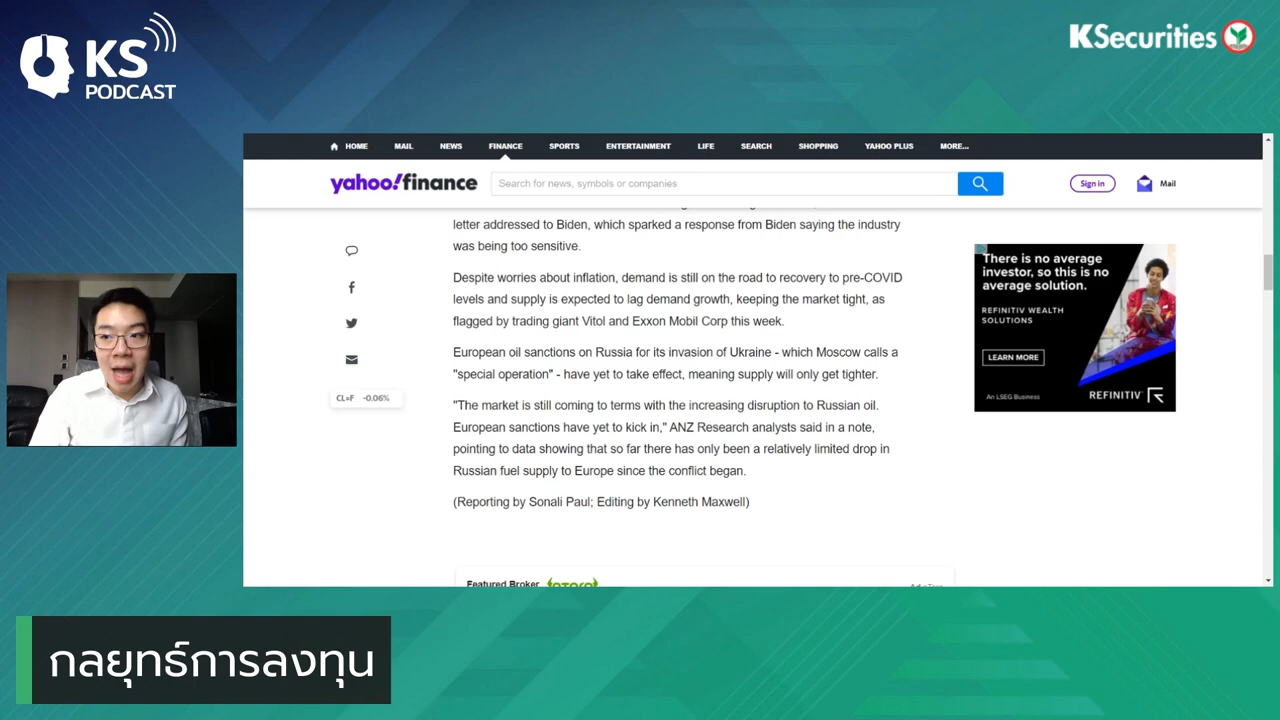 KS
PODCAST
KSecurities
HOME MAIL NEWS FINANCE SPORTS ENTERTAINMENT LIFE SEARCH SHOPPING YAHOO PLUS MORE...
yahoo!finance
Search for news, symbols or companies
Sign in
Mail
letter addressed to Biden, which sparked a response from Biden saying the industry
was being too sensitive.
Despite worries about inflation, demand is still on the road to recovery to pre-COVID
levels and supply is expected to lag demand growth, keeping the market tight, as
flagged by trading giant Vitol and Exxon Mobil Corp this week.
European oil sanctions on Russia for its invasion of Ukraine - which Moscow calls a
"special operation" - have yet to take effect, meaning supply will only get tighter.
"The market is still coming to terms with the increasing disruption to Russian oil.
European sanctions have yet to kick in," ANZ Research analysts said in a note,
pointing to data showing that so far there has only been a relatively limited drop in
Russian fuel supply to Europe since the conflict began.
(Reporting by Sonali Paul; Editing by Kenneth Maxwell)
CL=F -0.06%
There is no average
investor, so this is no
average solution.
REFINITIV WEALTH
SOLUTIONS
LEARN MORE
An LSEG Business
REFINITIV
Featured Broker
กลยุทธ์การลงทุน